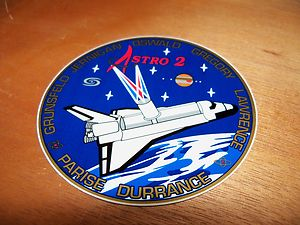 ASTRO 2
GRUNSFELD JERNIGAN OSWALD GREGORY LAWRENCE
PARISE DURRANCE